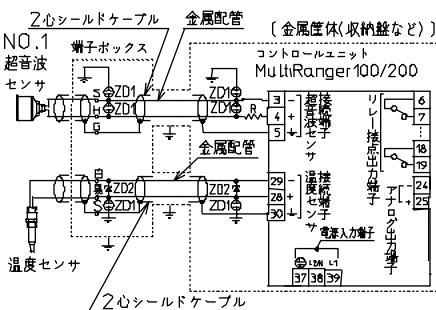 2心シールドケーブル
金属配管
[金属筐体(収納盤など)]
NO.1
超音波
センサ
端子ボックス
コントロールユニット
MultiRanger100/200
ZD1
ZD1
ZD1
ZD1
R
3 -
4 +
5
超音波センサ
接続端子
6
7
18
19
リレー接点出力端子
金属配管
白
ZD2
ZD1
ZD2
ZD1
29 -
28 +
30
温度センサ
接続端子
24
25
アナログ出力端子
電源入力端子
L2/N L1
37 38 39
温度センサ
2心シールドケーブル